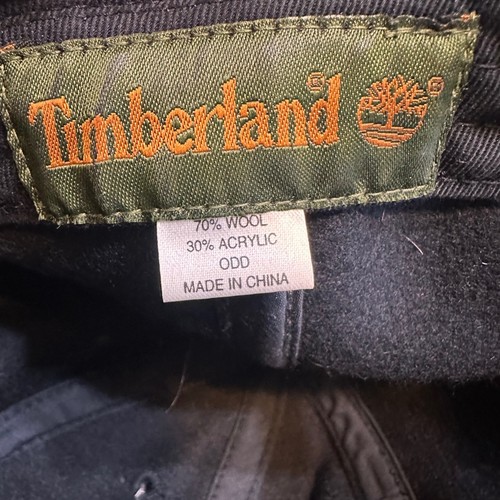 Timberland
70% WOOL
30% ACRYLIC
ODD
MADE IN CHINA